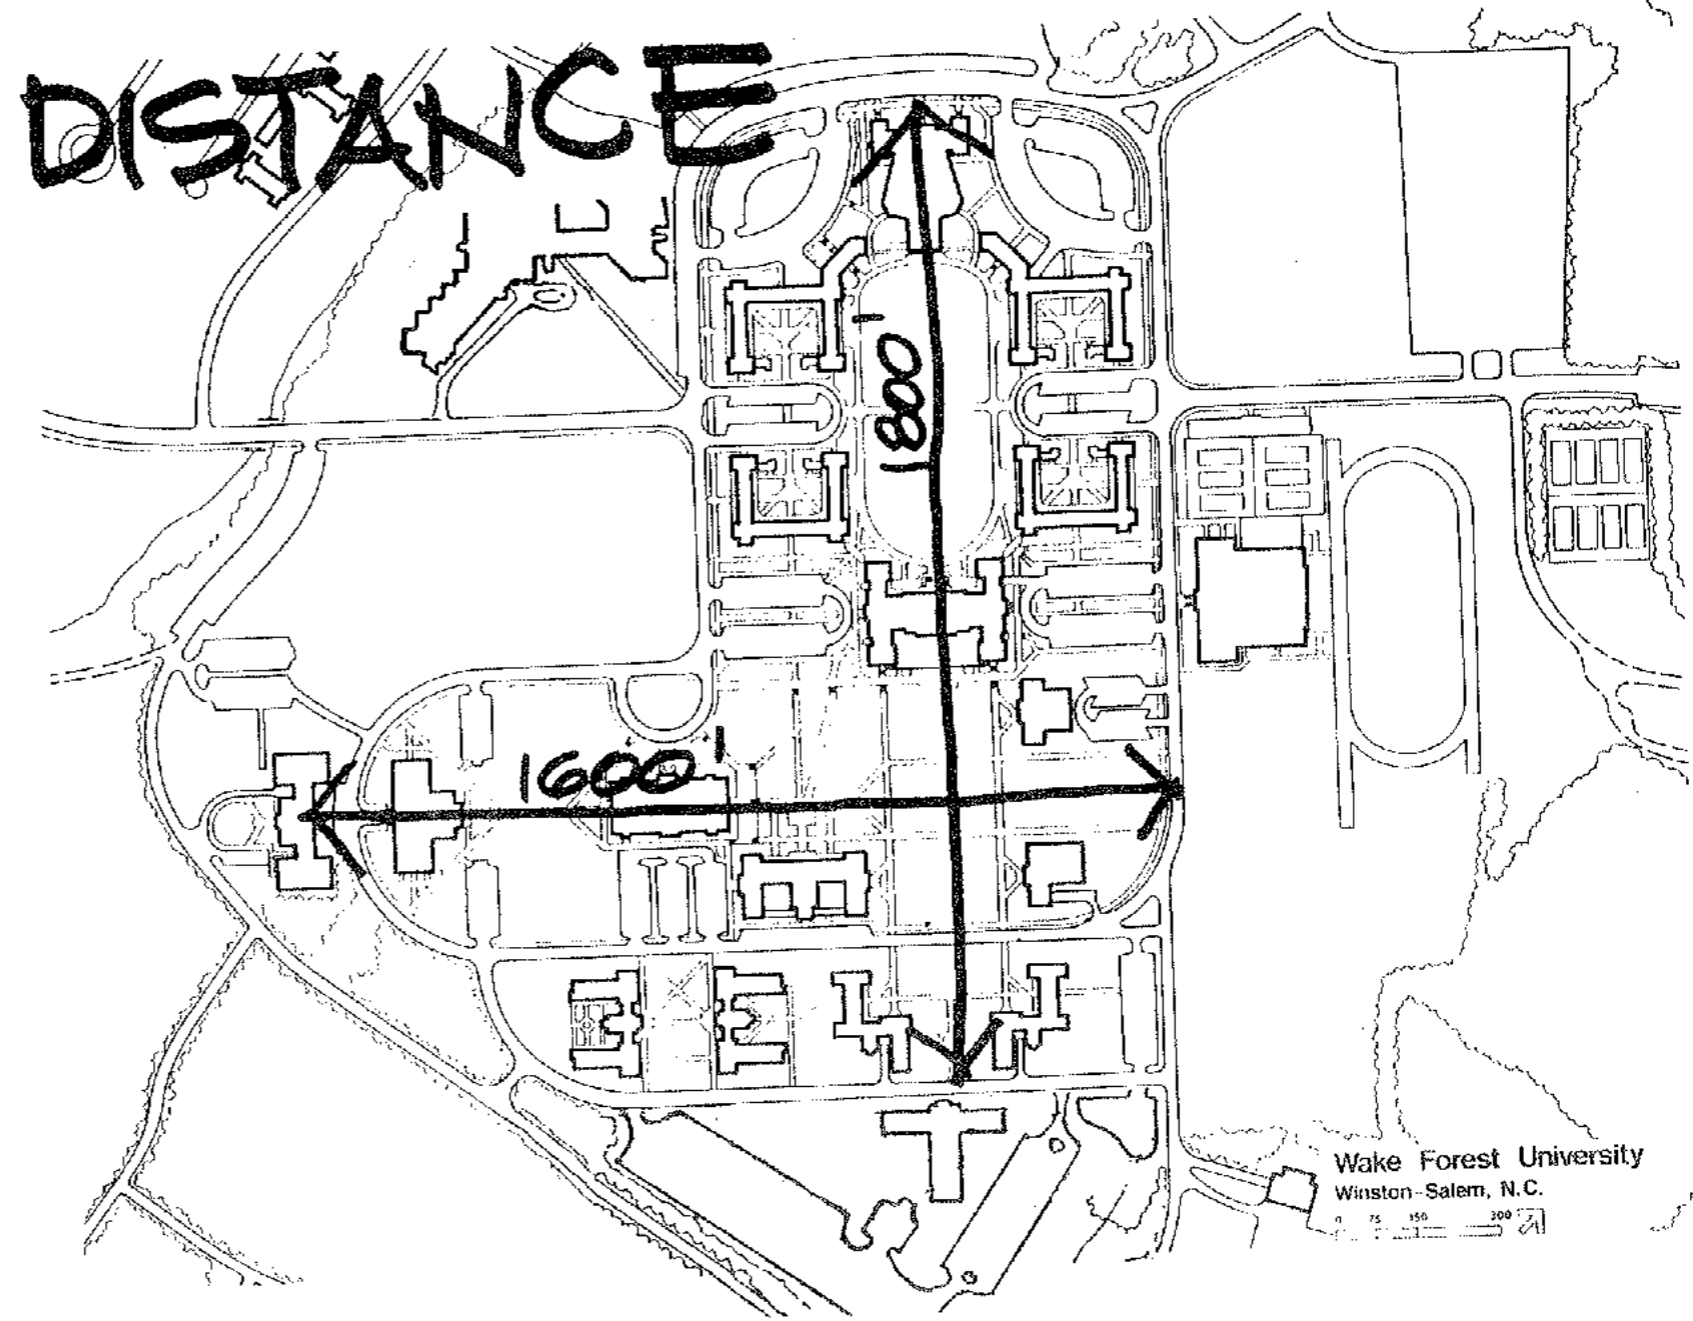 DISTANCE
1800'
1600'
Wake Forest University
Winston-Salem, N.C.
0 75 150 300